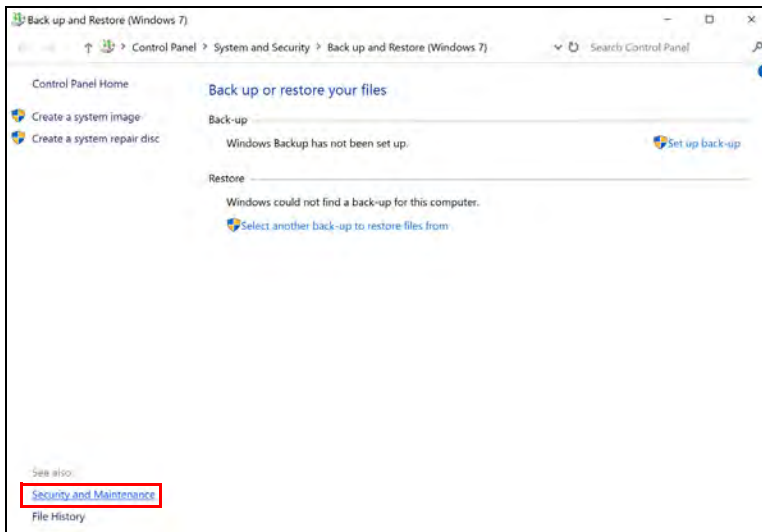 Back up and Restore (Windows 7)
Control Panel > System and Security > Back up and Restore (Windows 7)
Search Control Panel
Control Panel Home
Create a system image
Create a system repair disc
Back up or restore your files
Back-up
Windows Backup has not been set up.
Set up back-up
Restore
Windows could not find a back-up for this computer.
Select another back-up to restore files from
See also
Security and Maintenance
File History